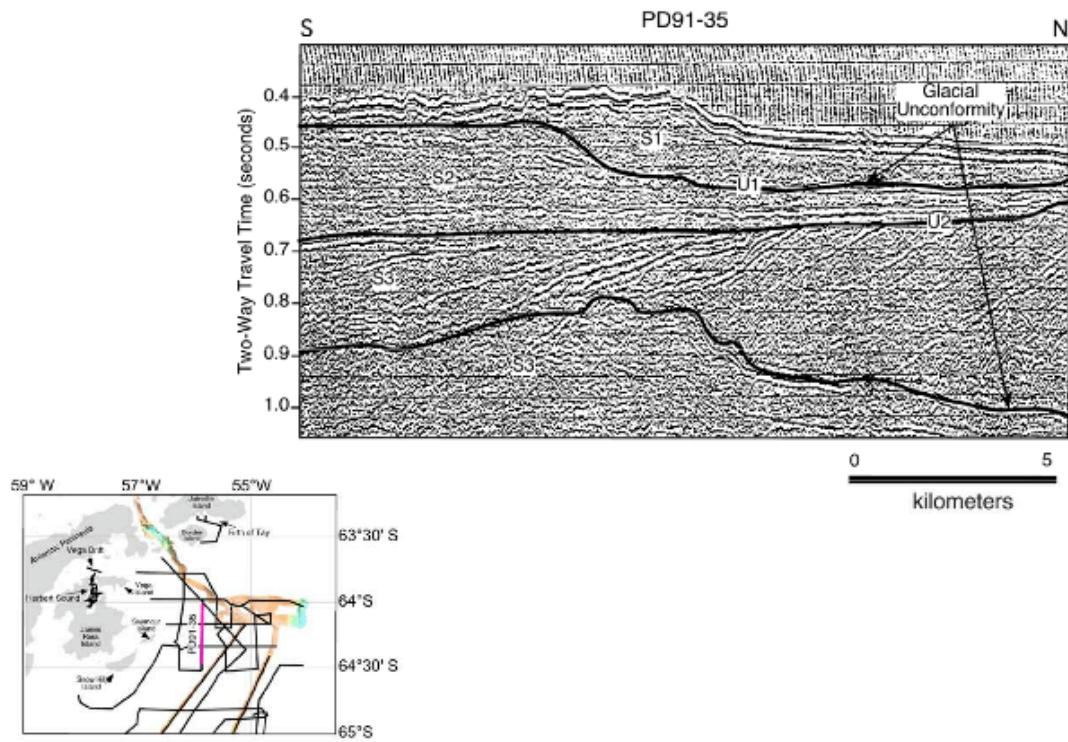 PD91-35
S
N
Glacial
Unconformity
Two-Way Travel Time (seconds)
0.4
0.5
0.6
0.7
0.8
0.9
1.0
S1
S2
U1
U2
S3
S3
0
5
kilometers
59° W
57°W
55°W
Joinville
Island
Firth of Tay
63°30' S
Antarctic Peninsula
Vega Drift
Vega
Island
Herbert Sound
64°S
Seymour
Island
James
Ross
Island
PD91-35
64°30' S
Snow Hill
Island
65°S